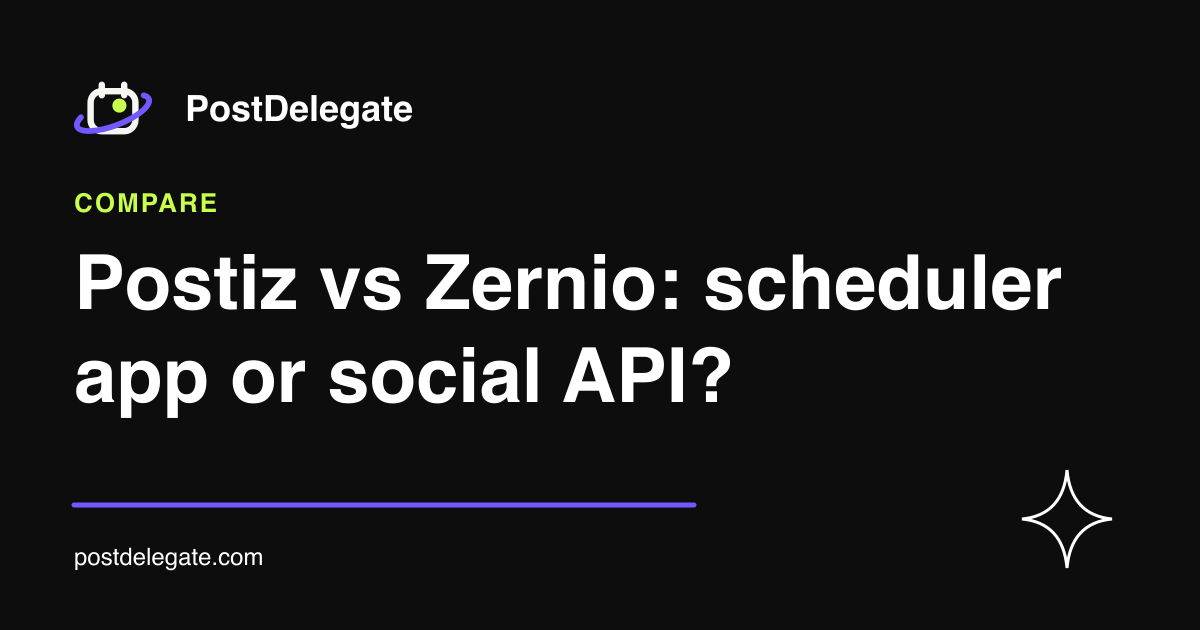 PostDelegate
COMPARE
Postiz vs Zernio: scheduler
app or social API?
postdelegate.com